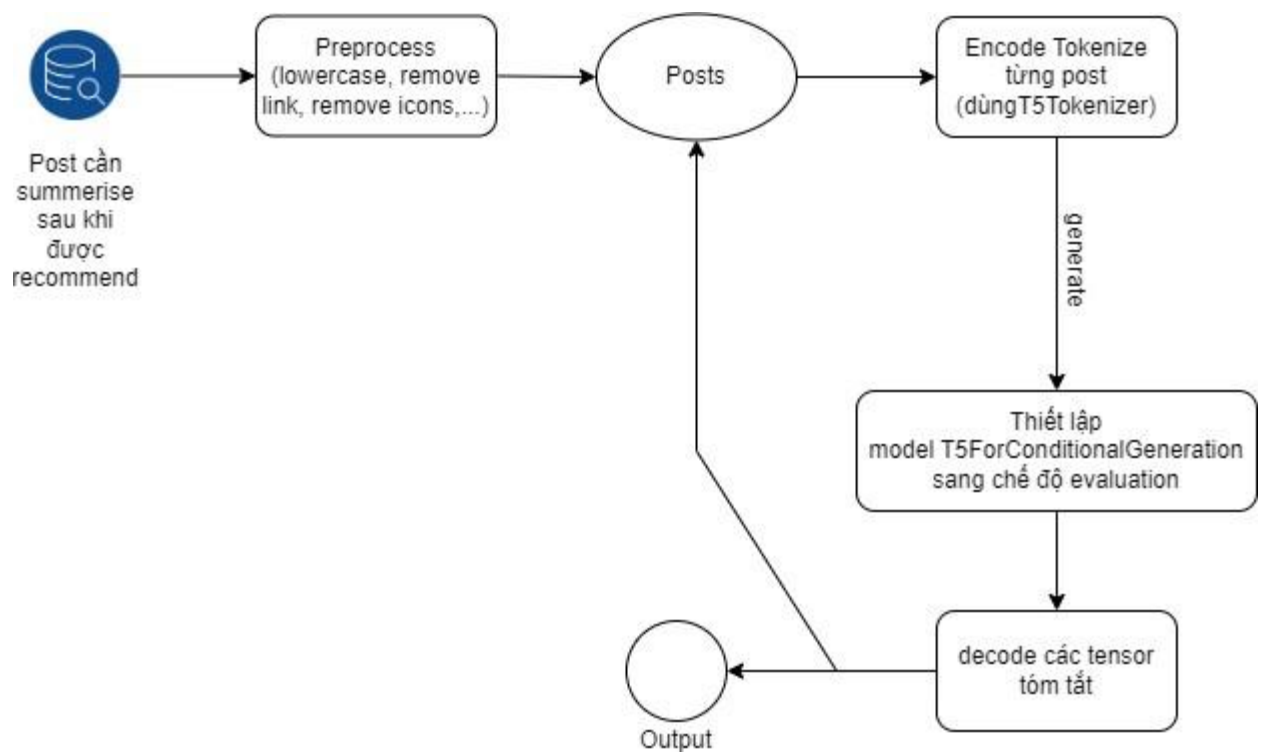 Preprocess
(lowercase, remove
link, remove icons,...)
Posts
Encode Tokenize
từng post
(dùngT5Tokenizer)
Post cần
summerise
sau khi
được
recommend
generate
Thiết lập
model T5ForConditionalGeneration
sang chế độ evaluation
decode các tensor
tóm tắt
Output